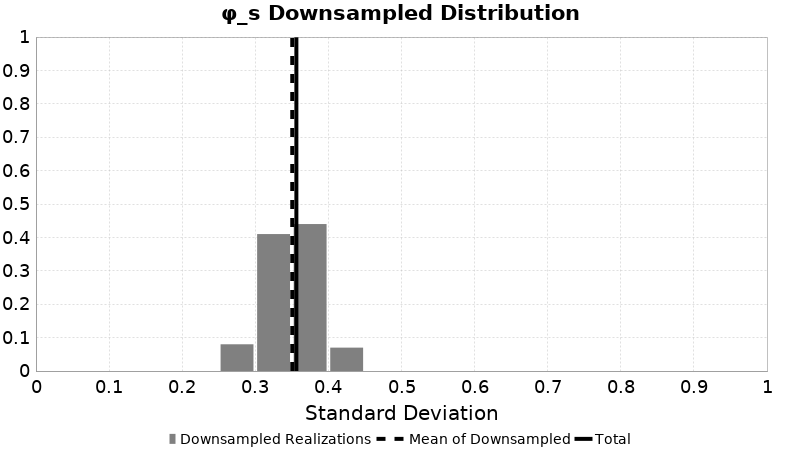 φ_s Downsampled Distribution
1
0.9
0.8
0.7
0.6
0.5
0.4
0.3
0.2
0.1
0
0 0.1 0.2 0.3 0.4 0.5 0.6 0.7 0.8 0.9 1
Standard Deviation
Downsampled Realizations Mean of Downsampled Total